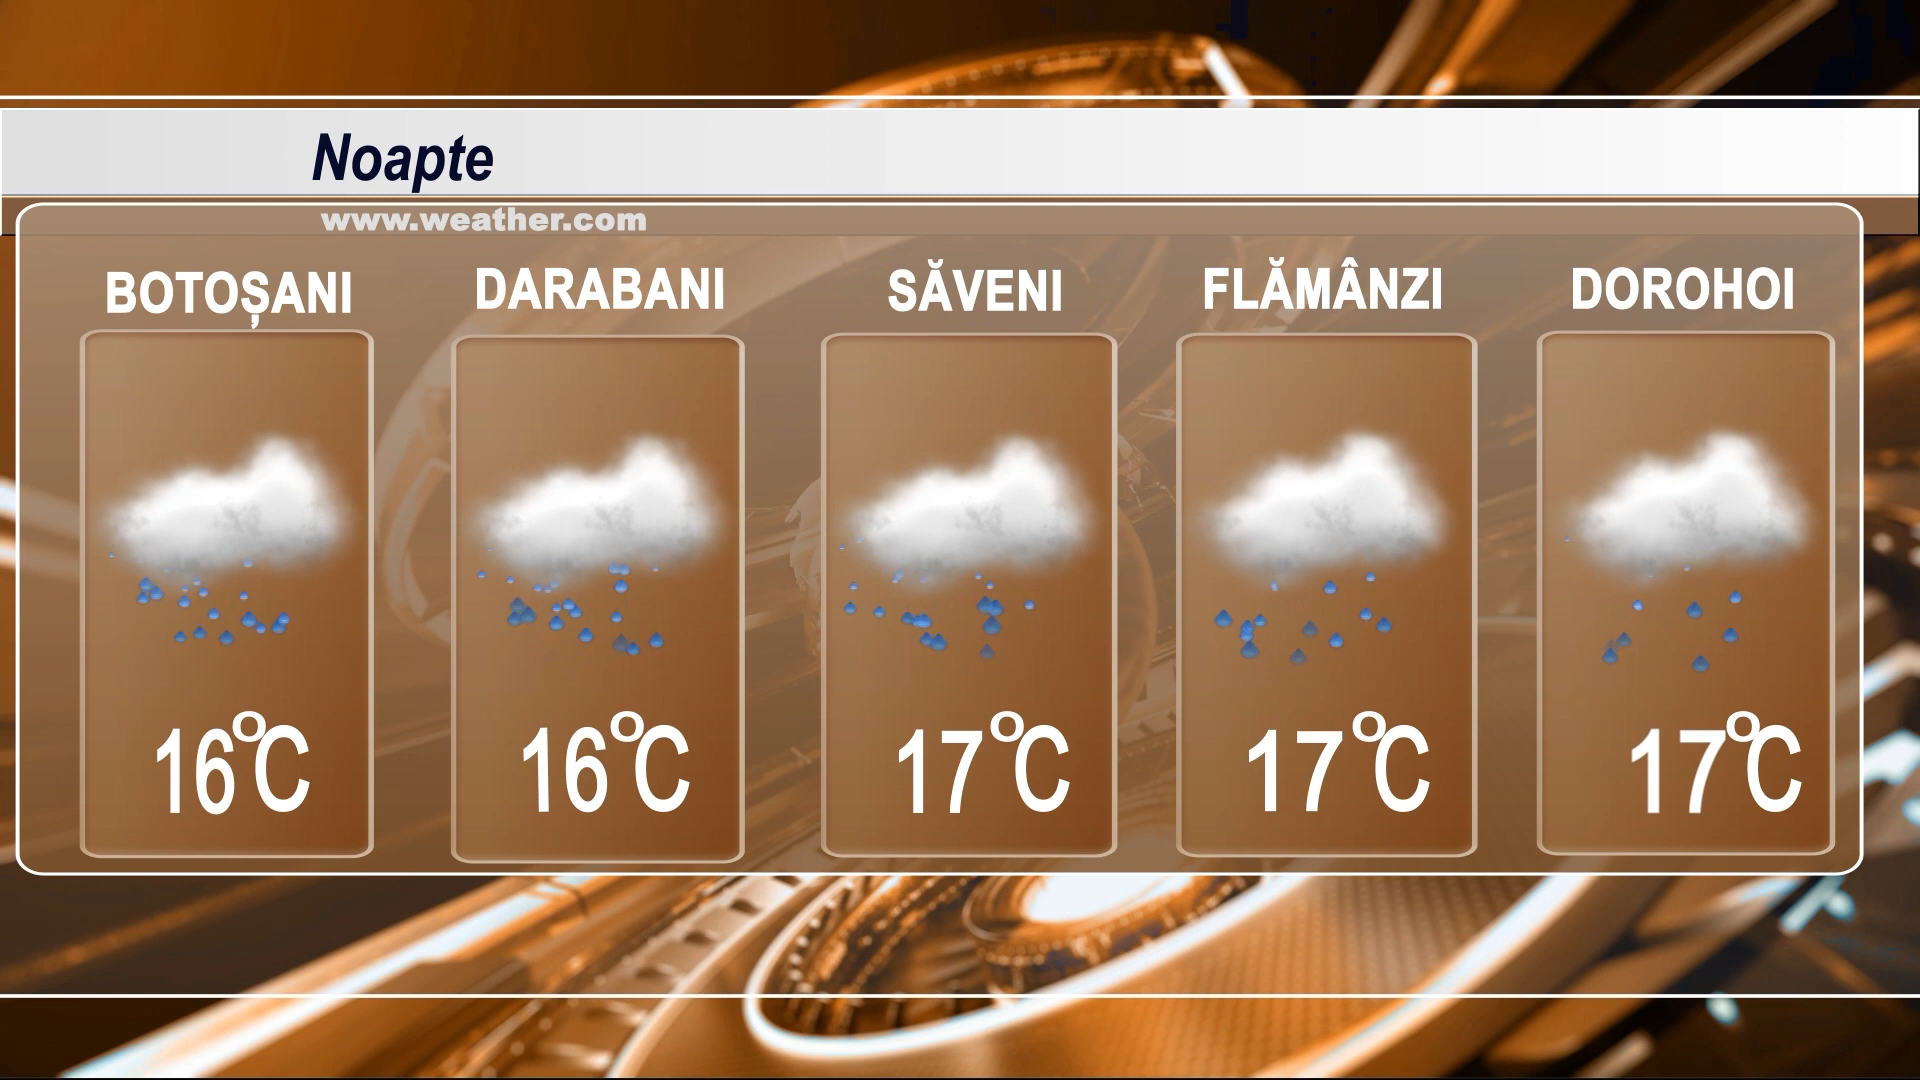 Noapte
www.weather.com
BOTOȘANI
DARABANI
SĂVENI
FLĂMÂNZI
DOROHOI
16°C
16°C
17°C
17°C
17°C